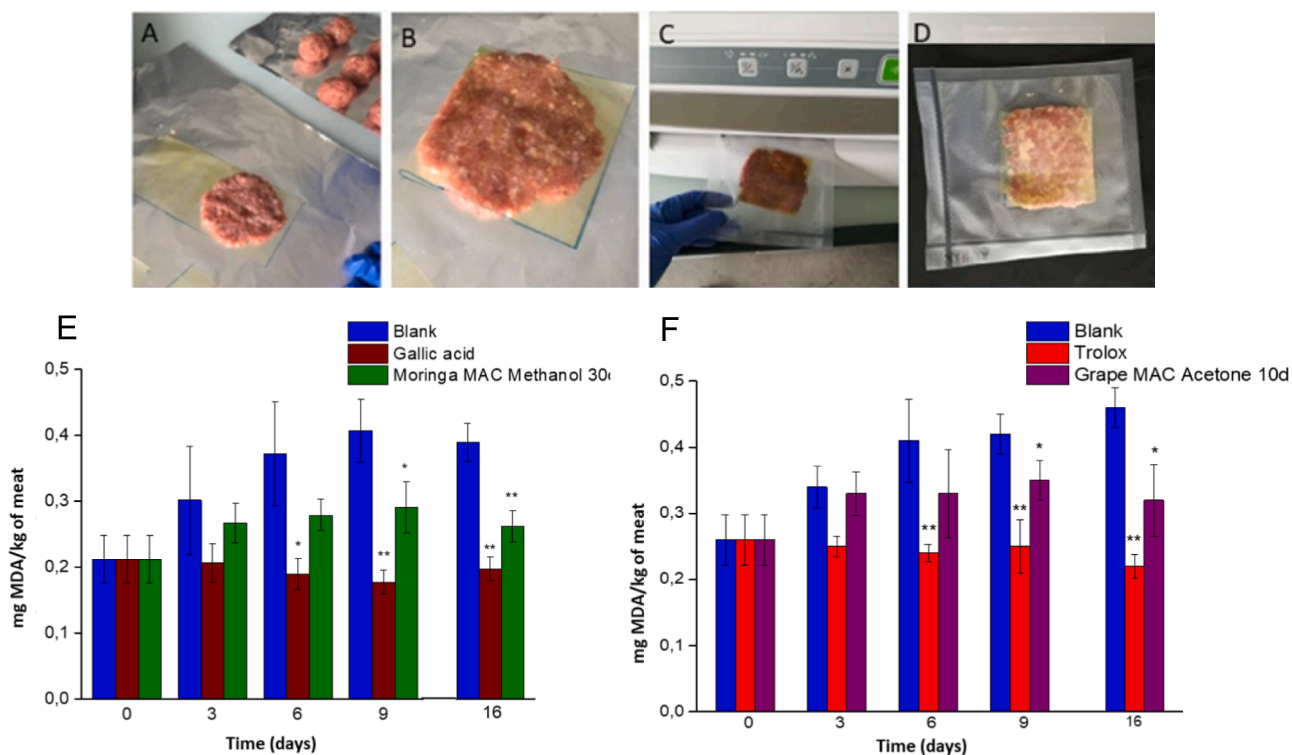 A
B
C
D
E
Blank
Gallic acid
Moringa MAC Methanol 30
mg MDA/kg of meat
0,5
0,4
0,3
0,2
0,1
0,0
*
**
*
**
**
0
3
6
9
16
Time (days)
F
Blank
Trolox
Grape MAC Acetone 10d
mg MDA/kg of meat
0,5
0,4
0,3
0,2
0,1
0,0
**
**
*
**
*
0
3
6
9
16
Time (days)